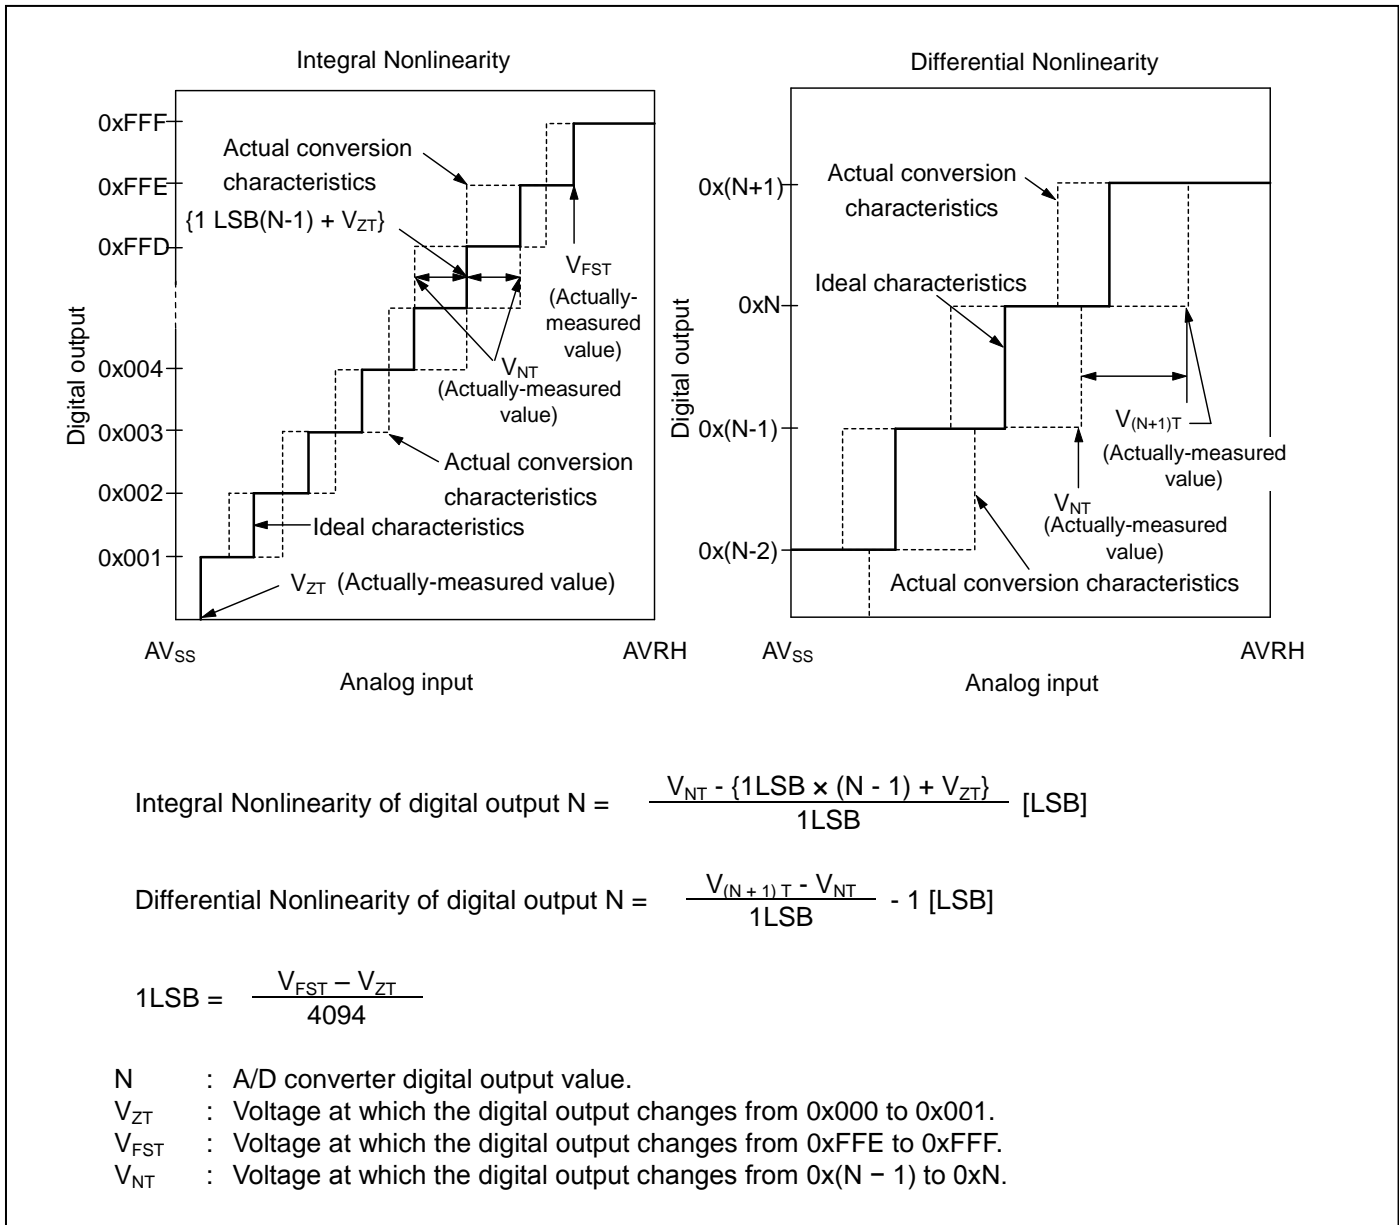 Integral Nonlinearity
0xFFF
0xFFE
0xFFD
0x004
0x003
0x002
0x001
Digital output
Actual conversion
characteristics
{1 LSB(N-1) + VZT}
VFST
(Actually-
measured
value)
VNT
(Actually-measured
value)
Actual conversion
characteristics
Ideal characteristics
VZT (Actually-measured value)
AVSS
AVRH
Analog input
Differential Nonlinearity
0x(N+1)
0xN
0x(N-1)
0x(N-2)
Digital output
Actual conversion
characteristics
Ideal characteristics
V(N+1)T
(Actually-measured
value)
VNT
(Actually-measured
value)
Actual conversion characteristics
AVSS
AVRH
Analog input
Integral Nonlinearity of digital output N = VNT - {1LSB × (N - 1) + VZT} / 1LSB [LSB]
Differential Nonlinearity of digital output N = V(N + 1) T - VNT / 1LSB - 1 [LSB]
1LSB = VFST – VZT / 4094
N : A/D converter digital output value.
VZT : Voltage at which the digital output changes from 0x000 to 0x001.
VFST : Voltage at which the digital output changes from 0xFFE to 0xFFF.
VNT : Voltage at which the digital output changes from 0x(N − 1) to 0xN.